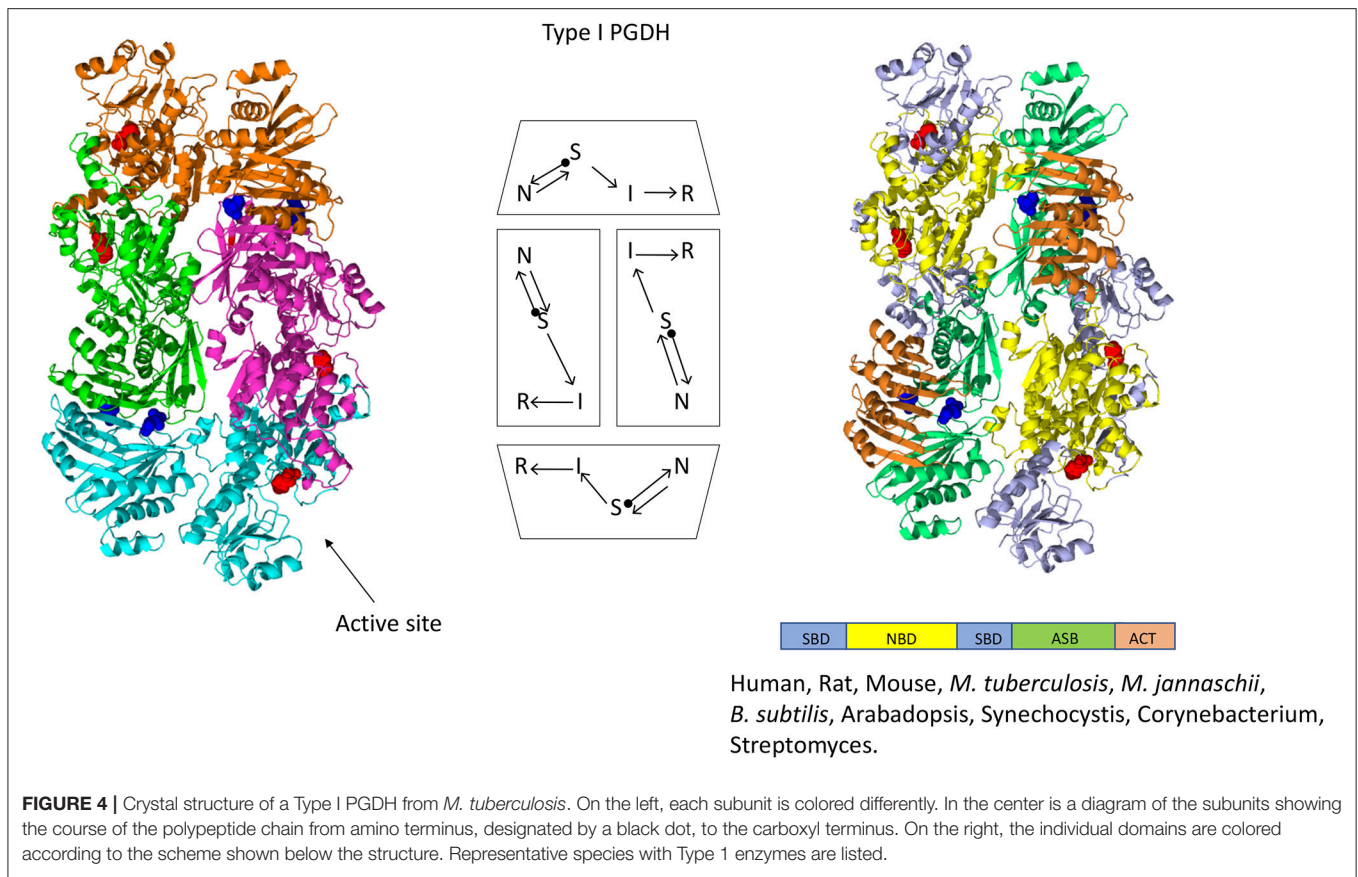 Type I PGDH
S
N
I
R
N
S
R
I
I
R
S
N
R
I
N
S
Active site
SBD NBD SBD ASB ACT
Human, Rat, Mouse, M. tuberculosis, M. jannaschii,
B. subtilis, Arabadopsis, Synechocystis, Corynebacterium,
Streptomyces.
FIGURE 4 | Crystal structure of a Type I PGDH from M. tuberculosis. On the left, each subunit is colored differently. In the center is a diagram of the subunits showing
the course of the polypeptide chain from amino terminus, designated by a black dot, to the carboxyl terminus. On the right, the individual domains are colored
according to the scheme shown below the structure. Representative species with Type 1 enzymes are listed.